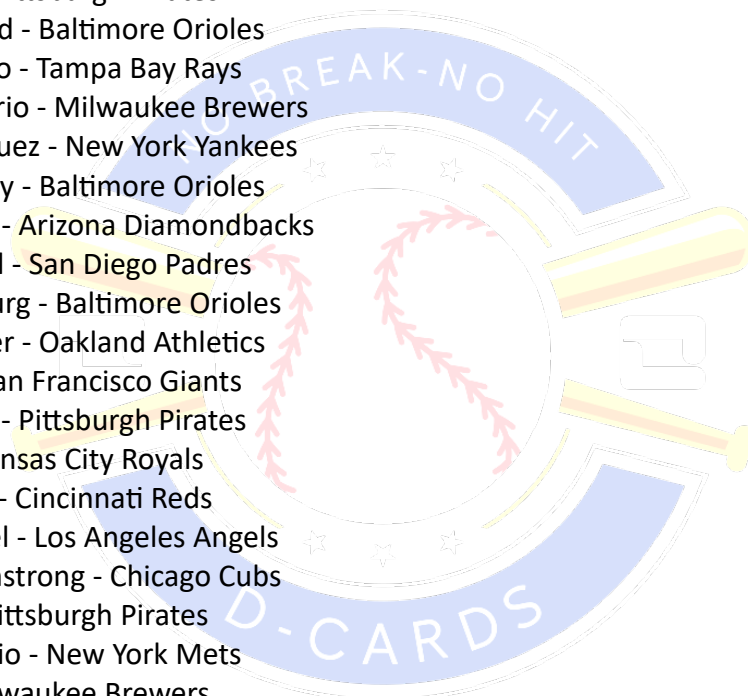 d - Baltimore Orioles
o - Tampa Bay Rays
rio - Milwaukee Brewers
uez - New York Yankees
y - Baltimore Orioles
- Arizona Diamondbacks
l - San Diego Padres
urg - Baltimore Orioles
er - Oakland Athletics
an Francisco Giants
- Pittsburgh Pirates
nsas City Royals
- Cincinnati Reds
el - Los Angeles Angels
nstrong - Chicago Cubs
ittsburgh Pirates
io - New York Mets
waukee Brewers
NO BREAK-NO HIT
D-CARDS